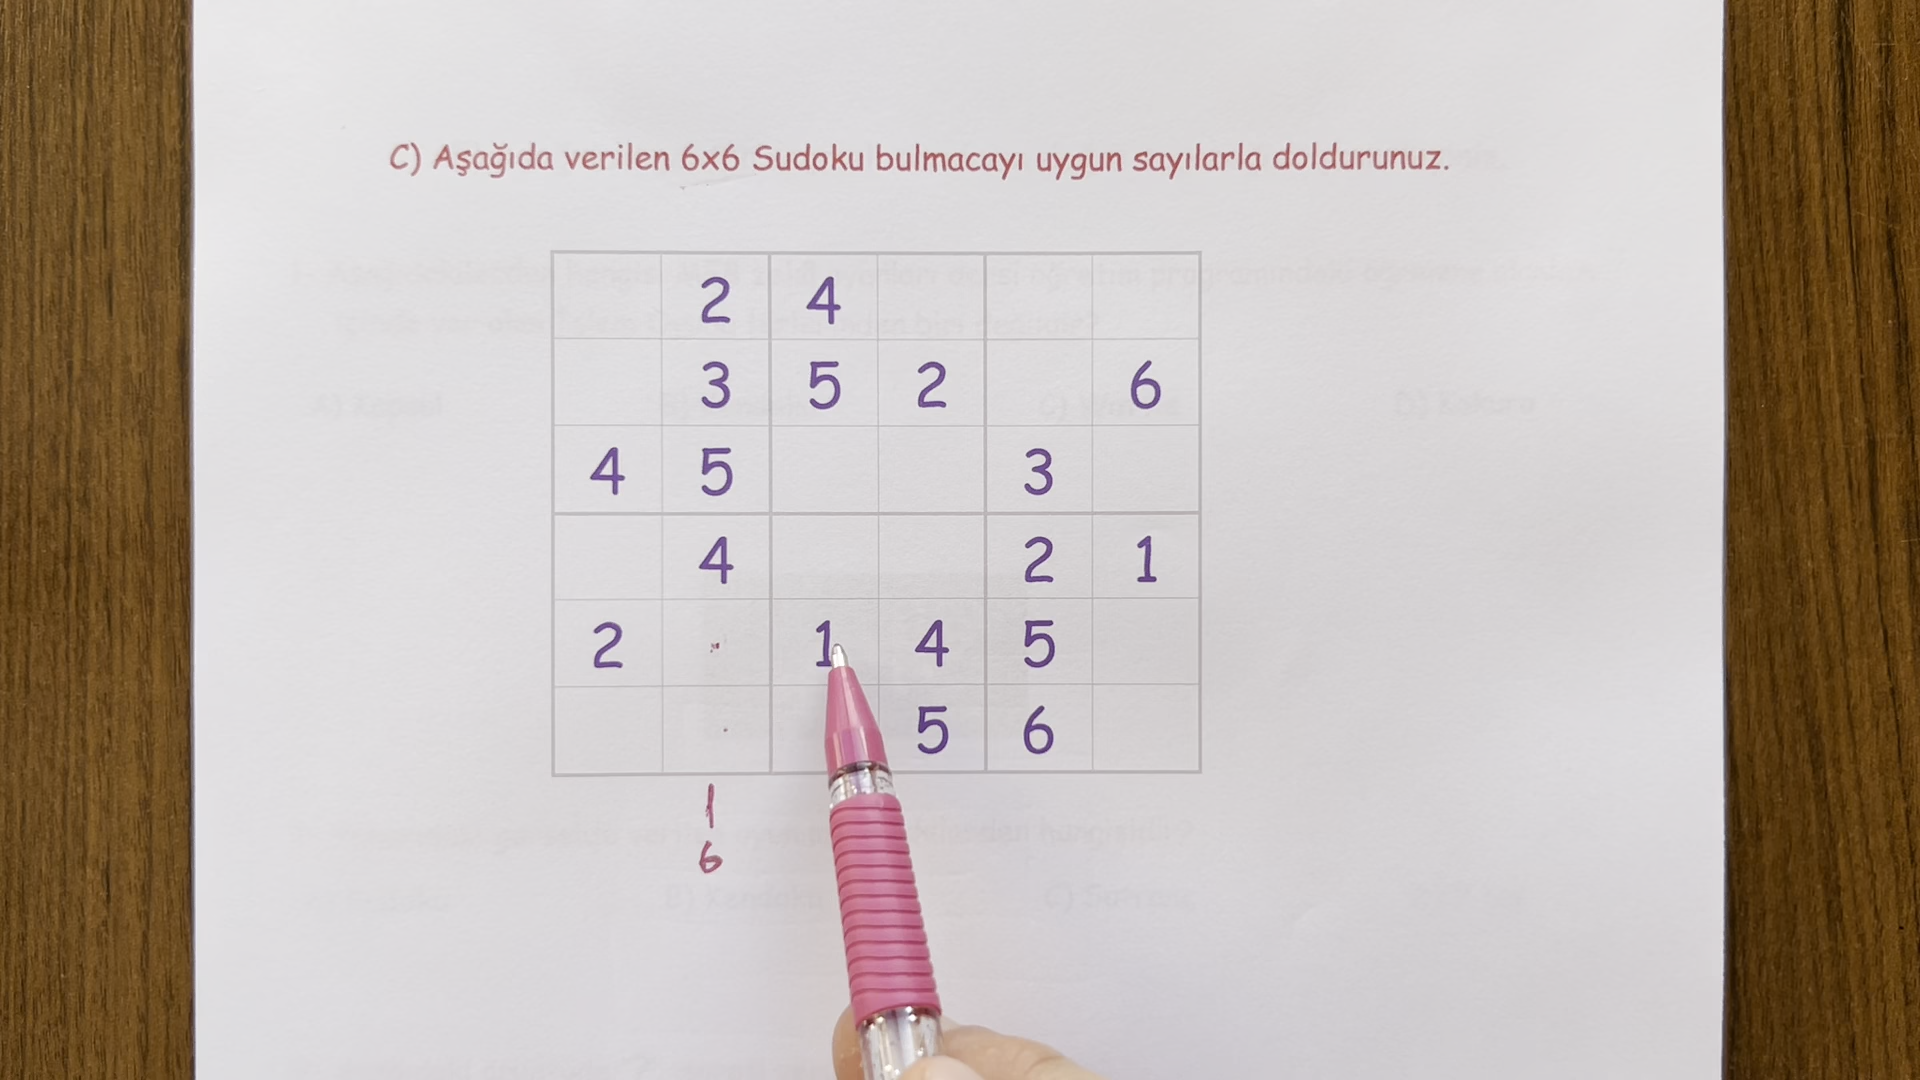 C) Aşağıda verilen 6x6 Sudoku bulmacayı uygun sayılarla doldurunuz.
2 4
3 5 2 6
4 5 3
4 2 1
2 1 4 5
5 6
1
6